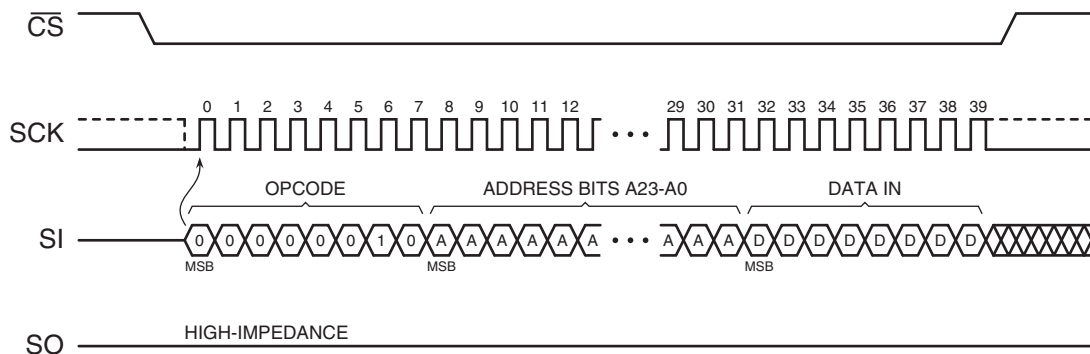 CS
0 1 2 3 4 5 6 7 8 9 10 11 12 29 30 31 32 33 34 35 36 37 38 39
SCK
OPCODE ADDRESS BITS A23-A0 DATA IN
SI 0 0 0 0 0 0 1 0 A A A A A A A A A D D D D D D D D
MSB MSB MSB
HIGH-IMPEDANCE
SO